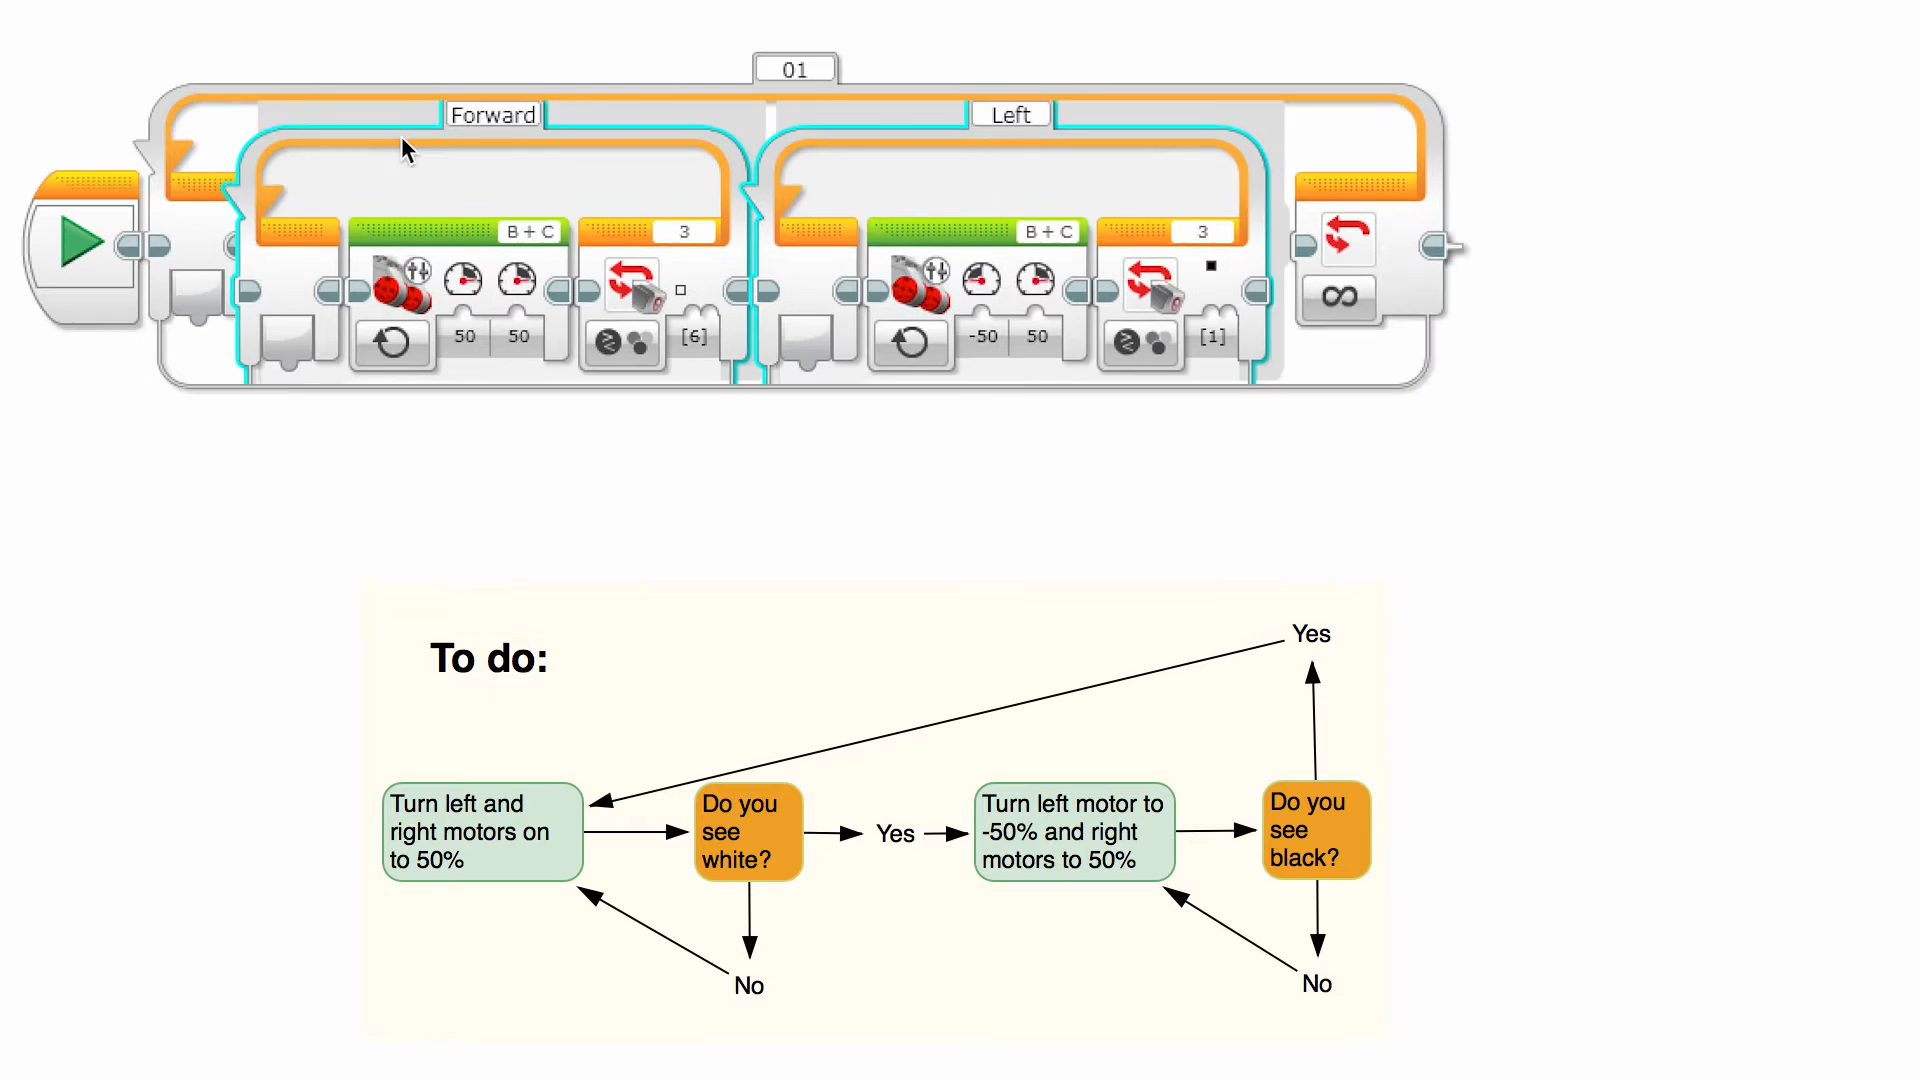 01
Forward
Left
B + C
3
B + C
3
50
50
[6]
-50
50
[1]
∞
To do:
Yes
Turn left and
right motors on
to 50%
Do you
see
white?
Yes
Turn left motor to
-50% and right
motors to 50%
Do you
see
black?
No
No